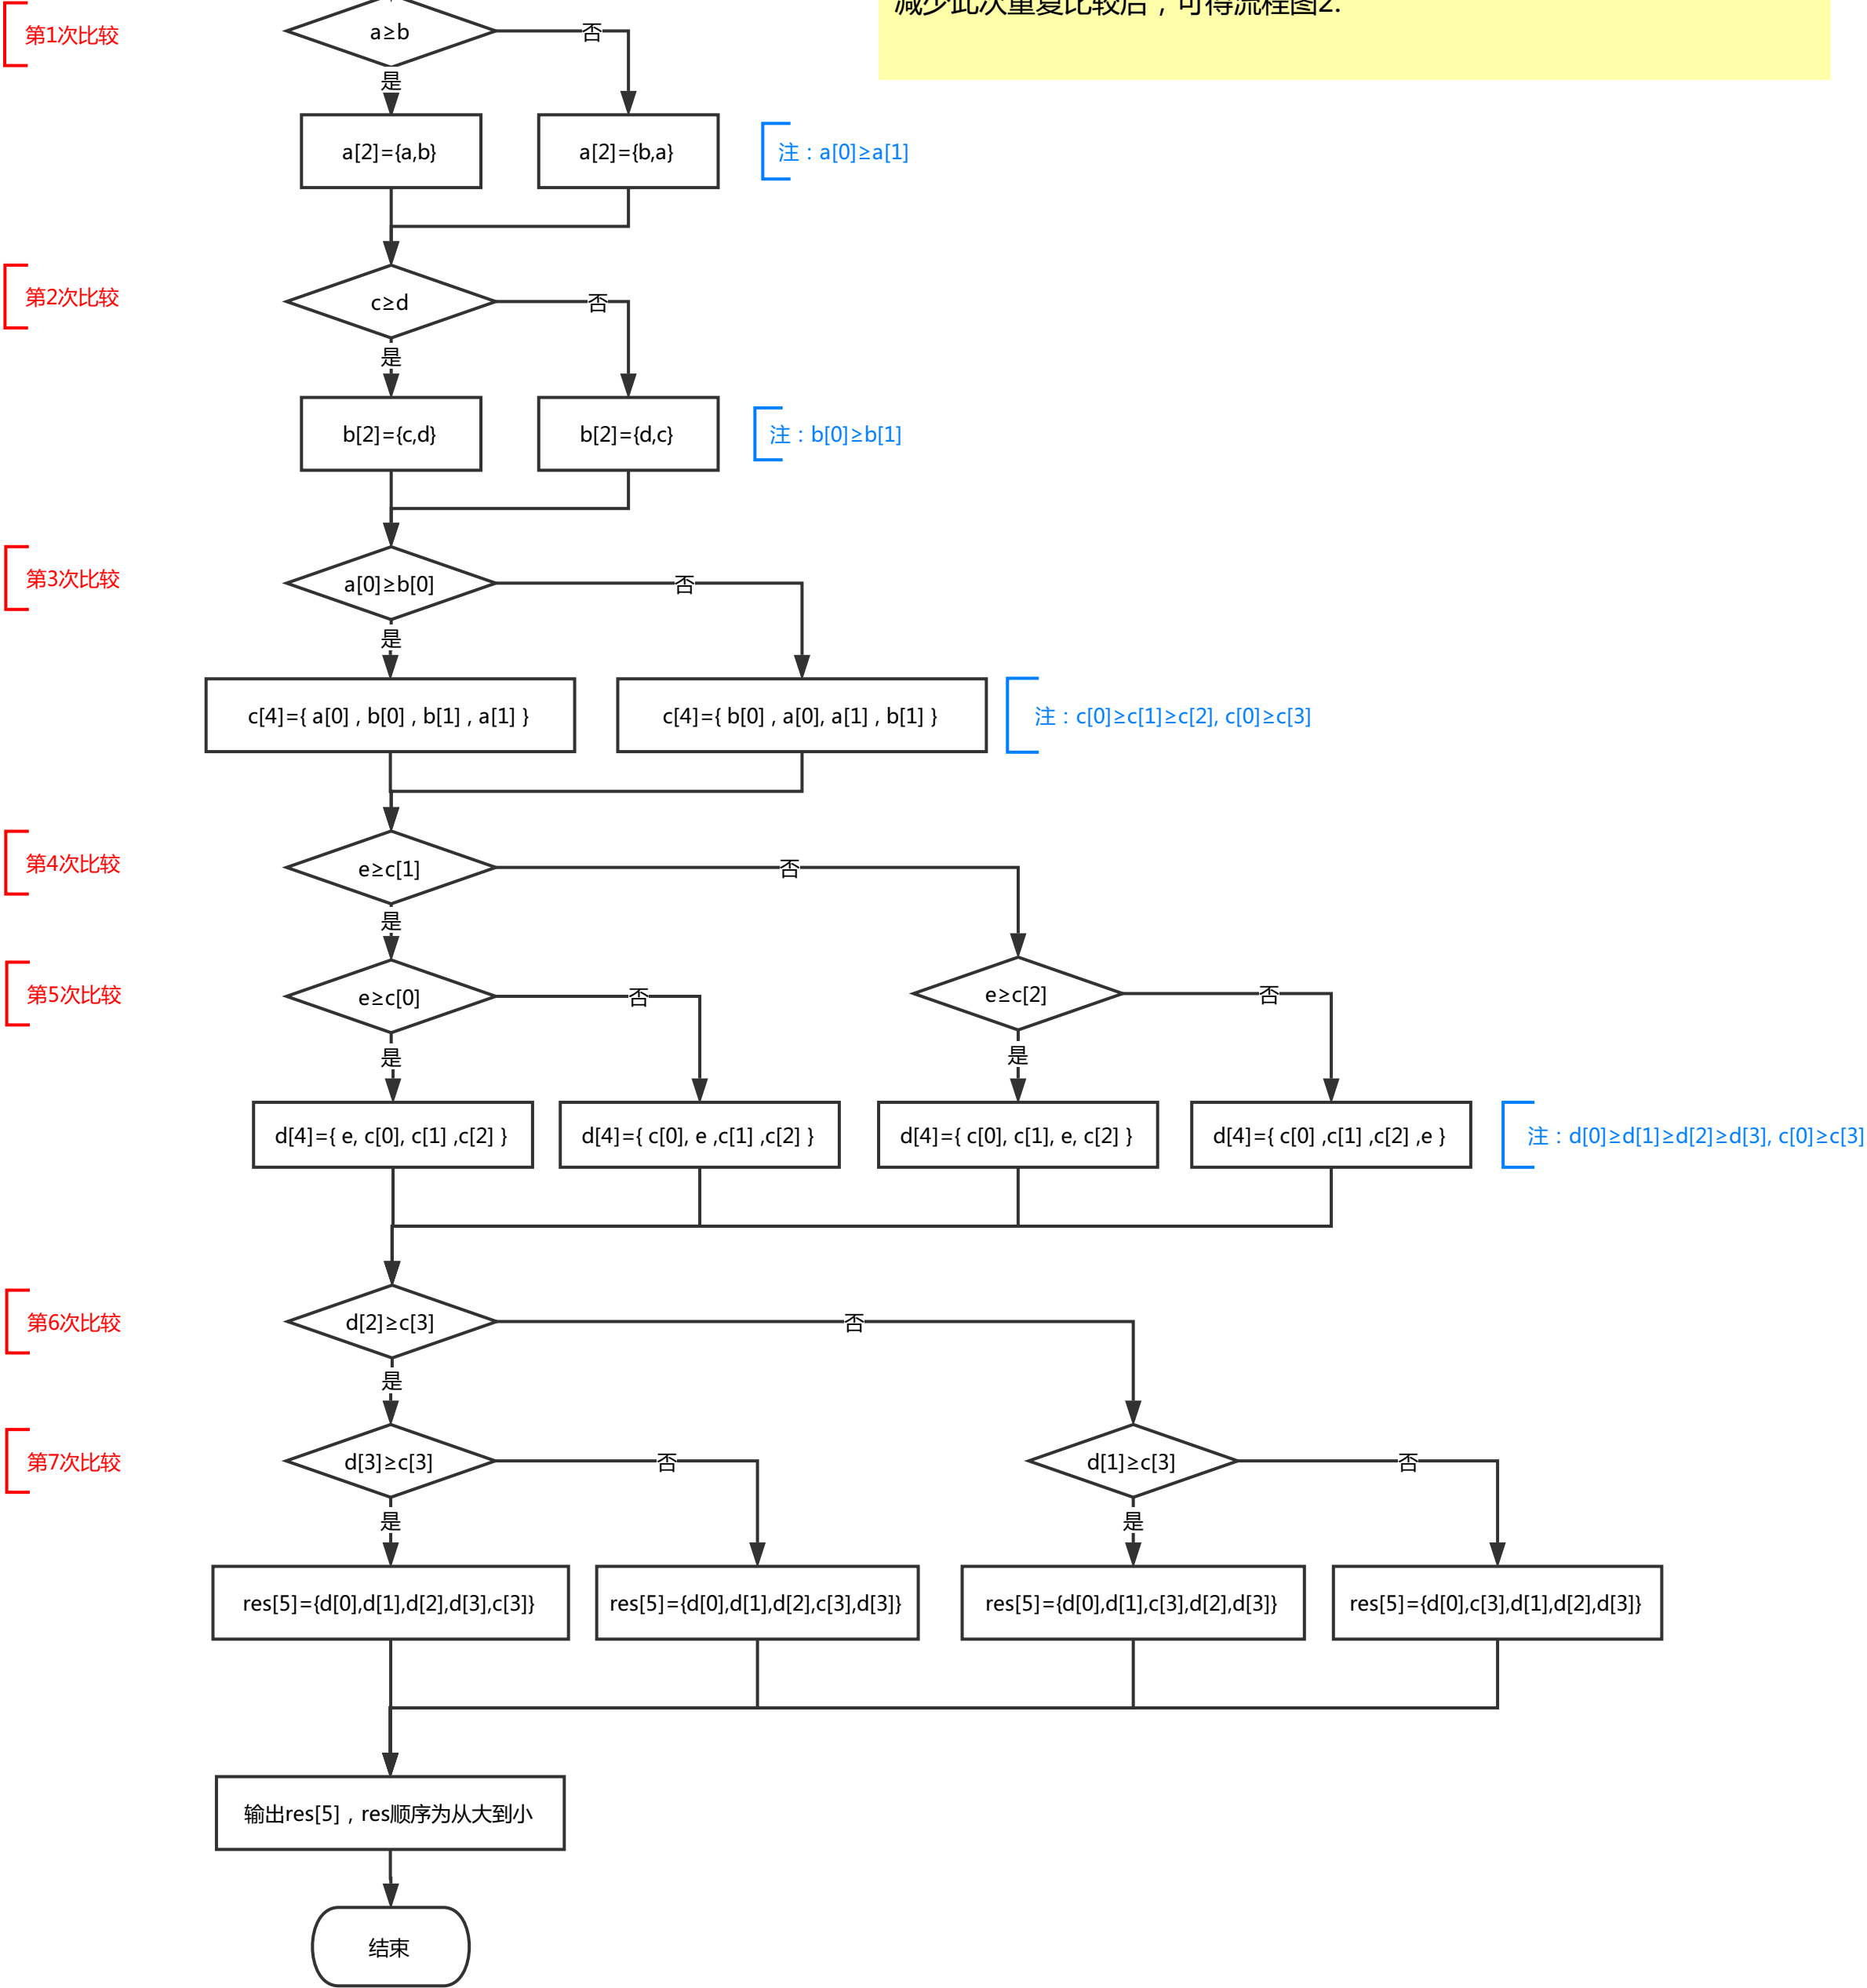 减少此次重复比较后，可得流程图2.
第1次比较
a≥b
否
是
a[2]={a,b}
a[2]={b,a}
注：a[0]≥a[1]
第2次比较
c≥d
否
是
b[2]={c,d}
b[2]={d,c}
注：b[0]≥b[1]
第3次比较
a[0]≥b[0]
否
是
c[4]={ a[0] , b[0] , b[1] , a[1] }
c[4]={ b[0] , a[0], a[1] , b[1] }
注：c[0]≥c[1]≥c[2], c[0]≥c[3]
第4次比较
e≥c[1]
否
是
第5次比较
e≥c[0]
否
e≥c[2]
否
是
是
d[4]={ e, c[0], c[1] ,c[2] }
d[4]={ c[0], e ,c[1] ,c[2] }
d[4]={ c[0], c[1], e, c[2] }
d[4]={ c[0] ,c[1] ,c[2] ,e }
注：d[0]≥d[1]≥d[2]≥d[3], c[0]≥c[3]
第6次比较
d[2]≥c[3]
否
是
第7次比较
d[3]≥c[3]
否
d[1]≥c[3]
否
是
是
res[5]={d[0],d[1],d[2],d[3],c[3]}
res[5]={d[0],d[1],d[2],c[3],d[3]}
res[5]={d[0],d[1],c[3],d[2],d[3]}
res[5]={d[0],c[3],d[1],d[2],d[3]}
输出res[5]，res顺序为从大到小
结束